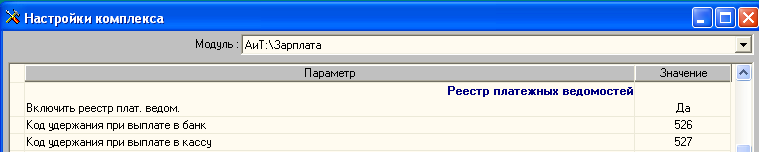 Настройки комплекса
Модуль : АиТ:\Зарплата
Параметр Значение
Реестр платежных ведомостей
Включить реестр плат. ведом. Да
Код удержания при выплате в банк 526
Код удержания при выплате в кассу 527